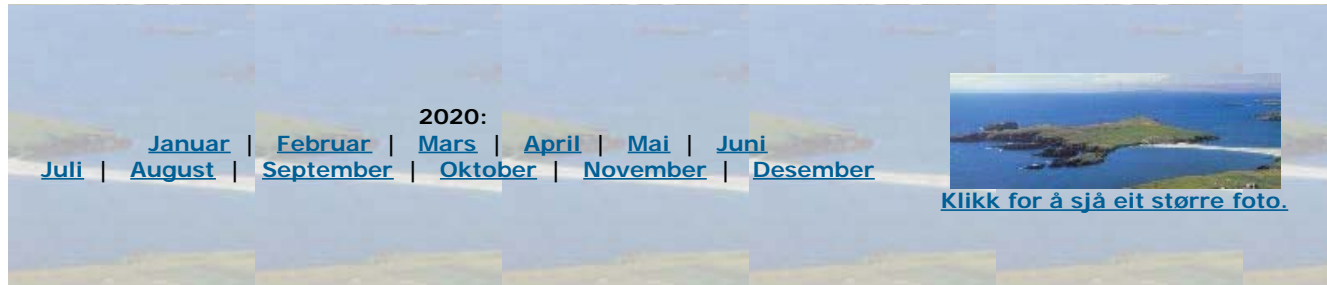 2020:
Januar | Februar | Mars | April | Mai | Juni
Juli | August | September | Oktober | November | Desember
Klikk for å sjå eit større foto.